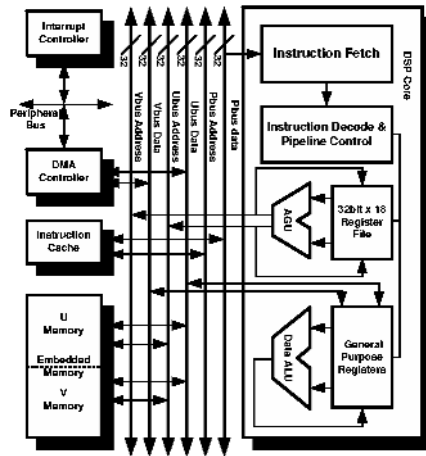 Interrupt
Controller
Peripheral
Bus
DMA
Controller
Instruction
Cache
U
Memory
Embedded
Memory
V
Memory
32
32
32
32
32
32
Vbus Address
Vbus Data
Ubus Address
Ubus Data
Pbus Address
Pbus data
Instruction Fetch
Instruction Decode &
Pipeline Control
AGU
32bit x 18
Register
File
Data ALU
General
Purpose
Registers
DSP Core